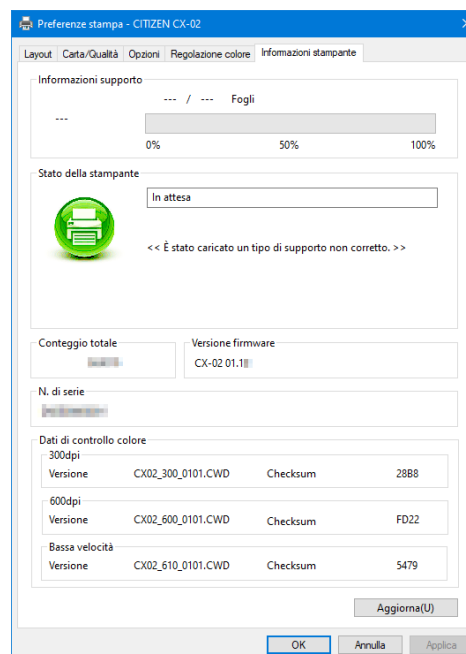 Preferenze stampa - CITIZEN CX-02
Layout Carta/Qualità Opzioni Regolazione colore Informazioni stampante
Informazioni supporto
--- / --- Fogli
---
0% 50% 100%
Stato della stampante
In attesa
<< È stato caricato un tipo di supporto non corretto. >>
Conteggio totale Versione firmware
CX-02 01.1
N. di serie
Dati di controllo colore
300dpi
Versione CX02_300_0101.CWD Checksum 28B8
600dpi
Versione CX02_600_0101.CWD Checksum FD22
Bassa velocità
Versione CX02_610_0101.CWD Checksum 5479
Aggiorna(U)
OK Annulla Applica